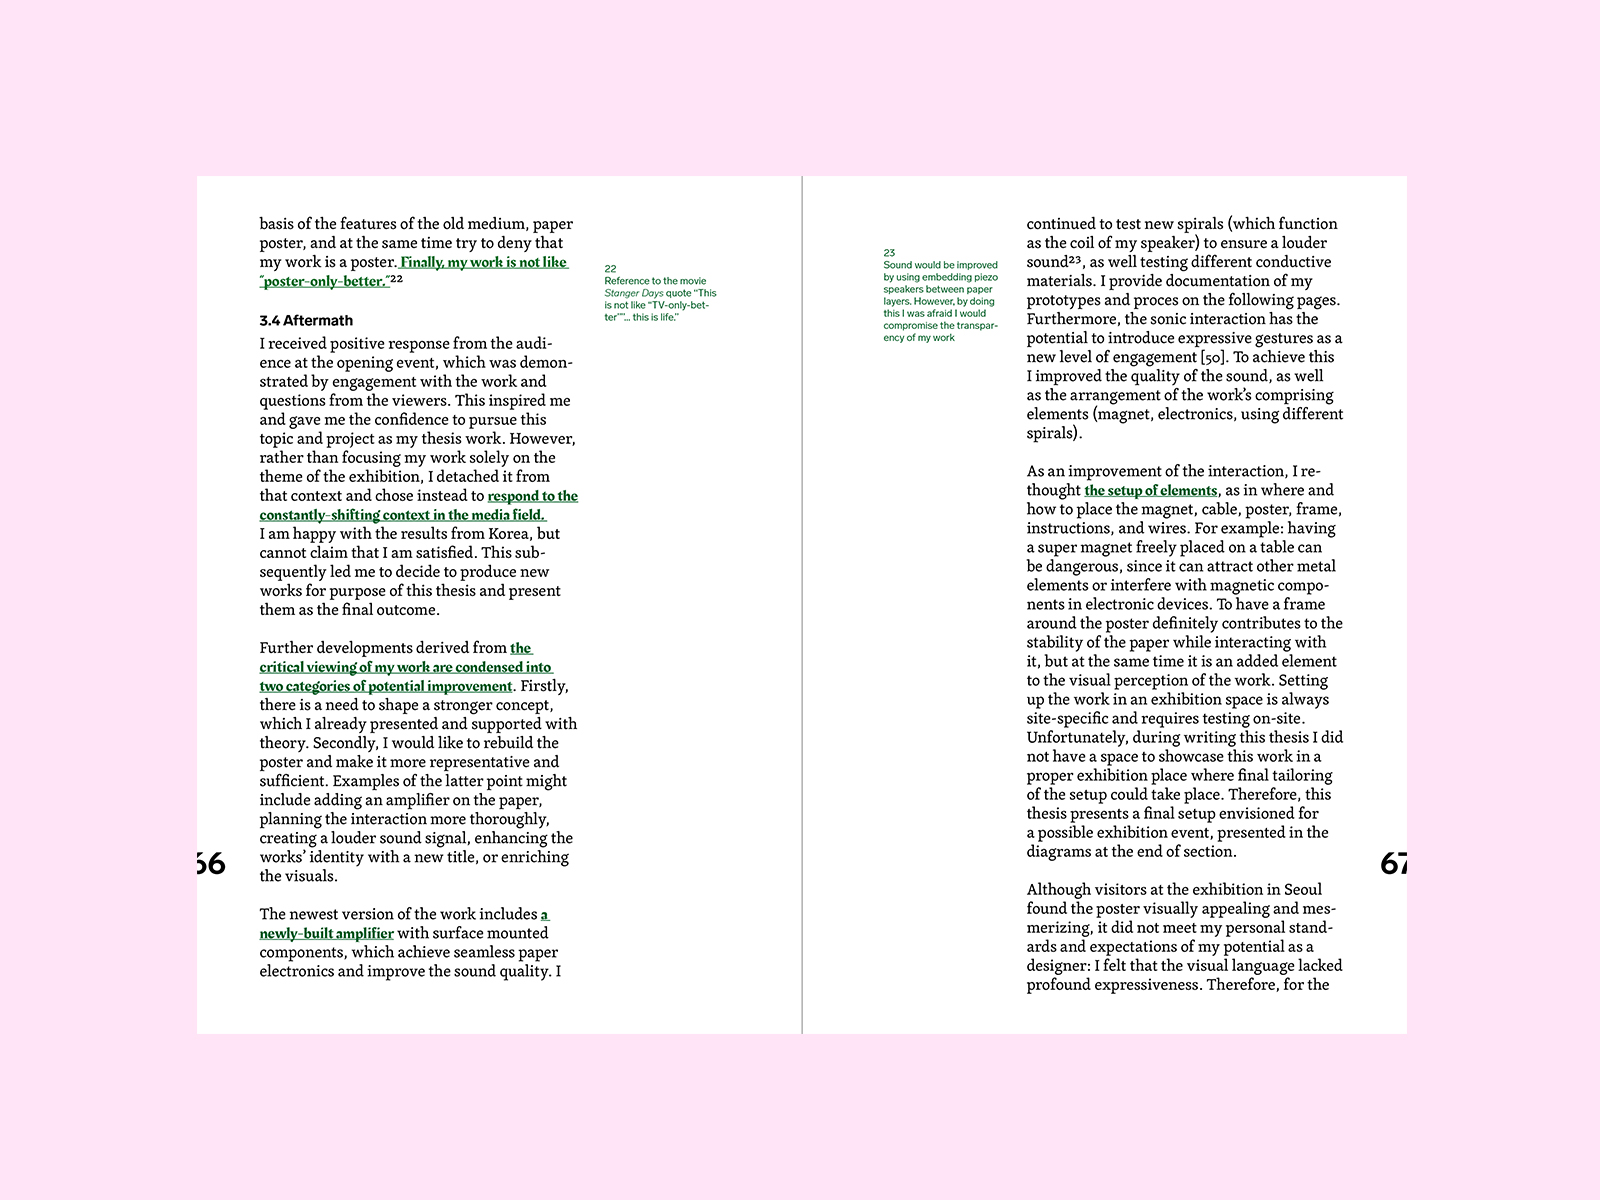 basis of the features of the old medium, paper
poster, and at the same time try to deny that
my work is a poster. Finally, my work is not like
"poster-only-better."22
3.4 Aftermath
I received positive response from the audi-
ence at the opening event, which was demon-
strated by engagement with the work and
questions from the viewers. This inspired me
and gave me the confidence to pursue this
topic and project as my thesis work. However,
rather than focusing my work solely on the
theme of the exhibition, I detached it from
that context and chose instead to respond to the
constantly-shifting context in the media field.
I am happy with the results from Korea, but
cannot claim that I am satisfied. This sub-
sequently led me to decide to produce new
works for purpose of this thesis and present
them as the final outcome.
Further developments derived from the
critical viewing of my work are condensed into
two categories of potential improvement. Firstly,
there is a need to shape a stronger concept,
which I already presented and supported with
theory. Secondly, I would like to rebuild the
poster and make it more representative and
sufficient. Examples of the latter point might
include adding an amplifier on the paper,
planning the interaction more thoroughly,
creating a louder sound signal, enhancing the
works' identity with a new title, or enriching
the visuals.
The newest version of the work includes a
newly-built amplifier with surface mounted
components, which achieve seamless paper
electronics and improve the sound quality. I
22
Reference to the movie
Stanger Days quote "This
is not like "TV-only-bet-
ter""... this is life."
66
23
Sound would be improved
by using embedding piezo
speakers between paper
layers. However, by doing
this I was afraid I would
compromise the transpar-
ency of my work
continued to test new spirals (which function
as the coil of my speaker) to ensure a louder
sound23, as well testing different conductive
materials. I provide documentation of my
prototypes and proces on the following pages.
Furthermore, the sonic interaction has the
potential to introduce expressive gestures as a
new level of engagement [50]. To achieve this
I improved the quality of the sound, as well
as the arrangement of the work's comprising
elements (magnet, electronics, using different
spirals).
As an improvement of the interaction, I re-
thought the setup of elements, as in where and
how to place the magnet, cable, poster, frame,
instructions, and wires. For example: having
a super magnet freely placed on a table can
be dangerous, since it can attract other metal
elements or interfere with magnetic compo-
nents in electronic devices. To have a frame
around the poster definitely contributes to the
stability of the paper while interacting with
it, but at the same time it is an added element
to the visual perception of the work. Setting
up the work in an exhibition space is always
site-specific and requires testing on-site.
Unfortunately, during writing this thesis I did
not have a space to showcase this work in a
proper exhibition place where final tailoring
of the setup could take place. Therefore, this
thesis presents a final setup envisioned for
a possible exhibition event, presented in the
diagrams at the end of section.
Although visitors at the exhibition in Seoul
found the poster visually appealing and mes-
merizing, it did not meet my personal stand-
ards and expectations of my potential as a
designer: I felt that the visual language lacked
profound expressiveness. Therefore, for the
67